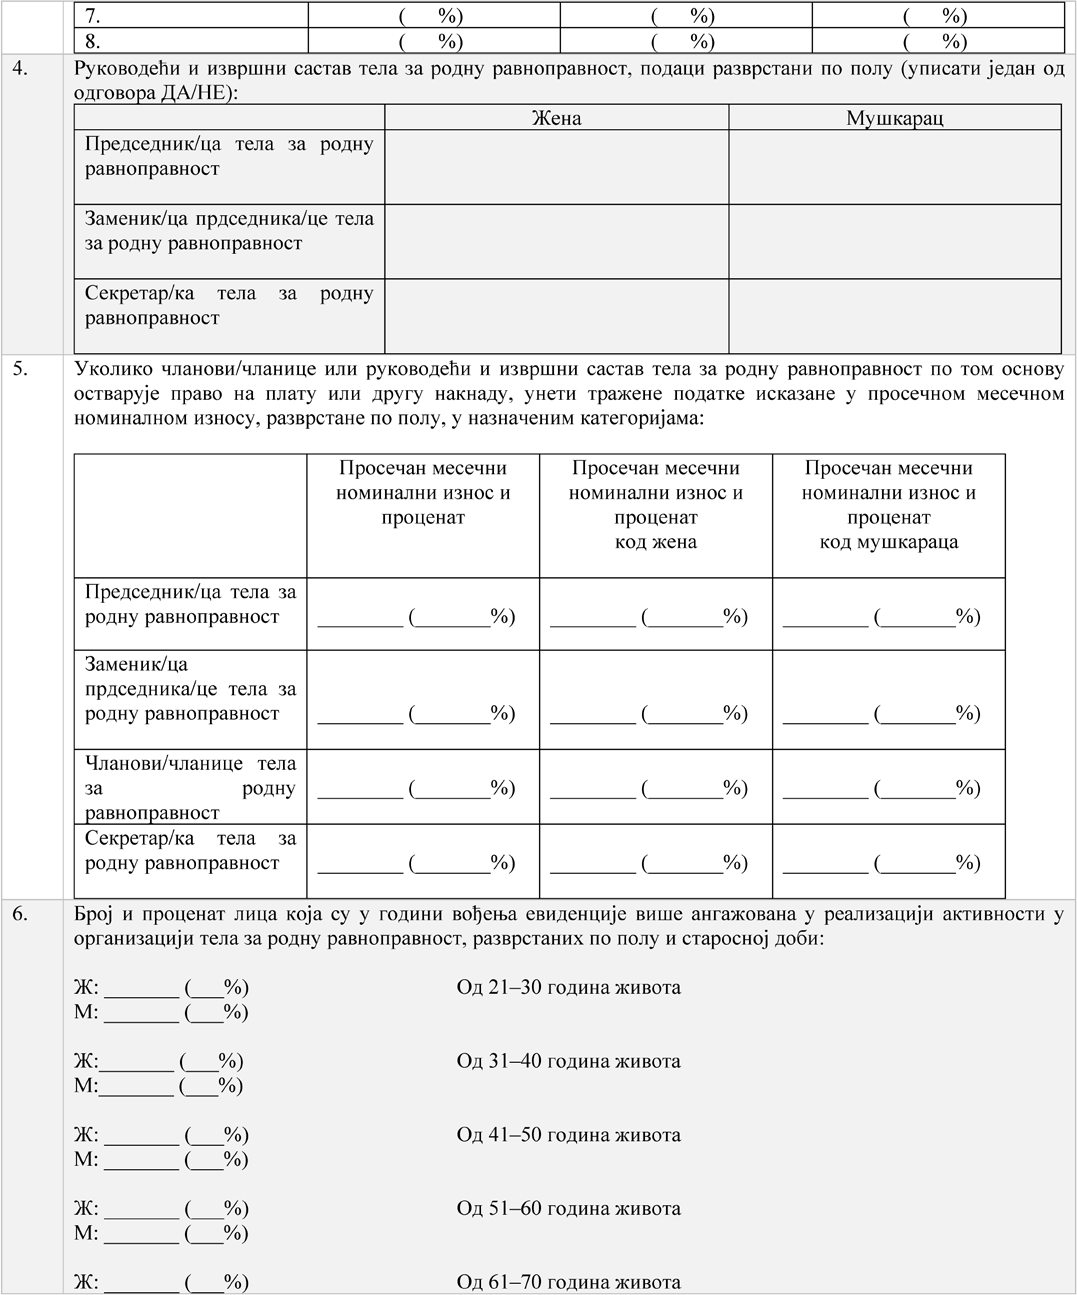 7. ( %) ( %) ( %)
8. ( %) ( %) ( %)
4. Руководећи и извршни састав тела за родну равноправност, подаци разврстани по полу (уписати један од
одговора ДА/НЕ):
Жена Мушкарац
Председник/ца тела за родну
равноправност
Заменик/ца прдседника/це тела
за родну равноправност
Секретар/ка тела за родну
равноправност
5. Уколико чланови/чланице или руководећи и извршни састав тела за родну равноправност по том основу
остварује право на плату или другу накнаду, унети тражене податке исказане у просечном месечном
номиналном износу, разврстане по полу, у назначеним категоријама:
Просечан месечни
номинални износ и
проценат
Просечан месечни
номинални износ и
проценат
код жена
Просечан месечни
номинални износ и
проценат
код мушкараца
Председник/ца тела за
родну равноправност ________ (_______%) ________ (_______%) ________ (_______%)
Заменик/ца
прдседника/це тела за
родну равноправност ________ (_______%) ________ (_______%) ________ (_______%)
Чланови/чланице тела
за родну ________ (_______%) ________ (_______%) ________ (_______%)
равноправност
Секретар/ка тела за
родну равноправност ________ (_______%) ________ (_______%) ________ (_______%)
6. Број и проценат лица која су у години вођења евиденције више ангажована у реализацији активности у
организацији тела за родну равноправност, разврстаних по полу и старосној доби:
Ж: _______ (___%) Од 21–30 година живота
М: _______ (___%)
Ж:_______ (___%) Од 31–40 година живота
М:_______ (___%)
Ж: _______ (___%) Од 41–50 година живота
М: _______ (___%)
Ж: _______ (___%) Од 51–60 година живота
М: _______ (___%)
Ж: _______ (___%) Од 61–70 година живота